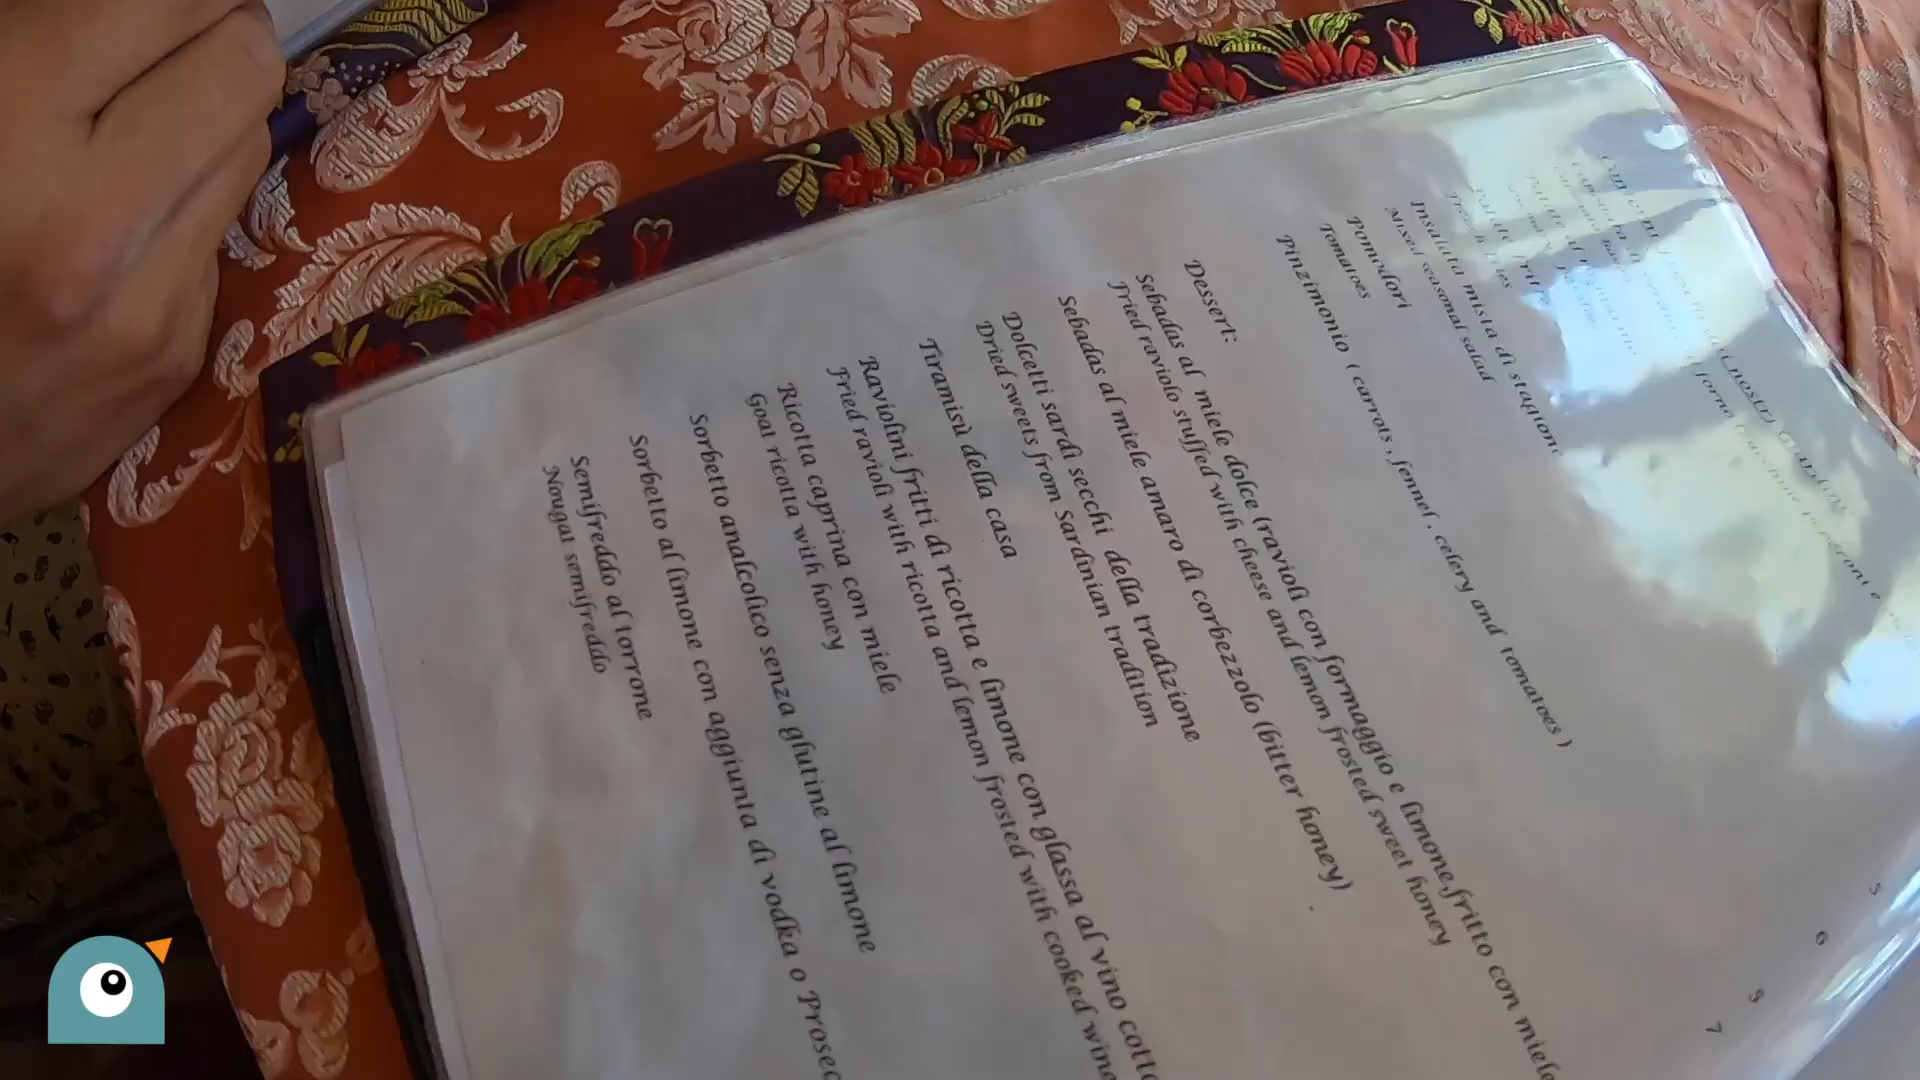 i nostri Contorni
Insalata mista di stagione
Mixed seasonal salad
Pomodori
Tomatoes
Pinzimonio ( carrots , fennel , celery and tomatoes )
Dessert:
Sebadas al miele dolce (ravioli con formaggio e limone,fritto con miele
Fried raviolo stuffed with cheese and lemon frosted sweet honey
Sebadas al miele amaro di corbezzolo (bitter honey)
Dolcetti sardi secchi della tradizione
Dried sweets from Sardinian tradition
Tiramisù della casa
Raviolini fritti di ricotta e limone con glassa al vino cotto
Fried ravioli with ricotta and lemon frosted with cooked wine
Ricotta caprina con miele
Goat ricotta with honey
Sorbetto analcolico senza glutine al limone
Sorbetto al limone con aggiunta di vodka o Prosec
Semifreddo al torrone
Nougat semifreddo
5
6
7